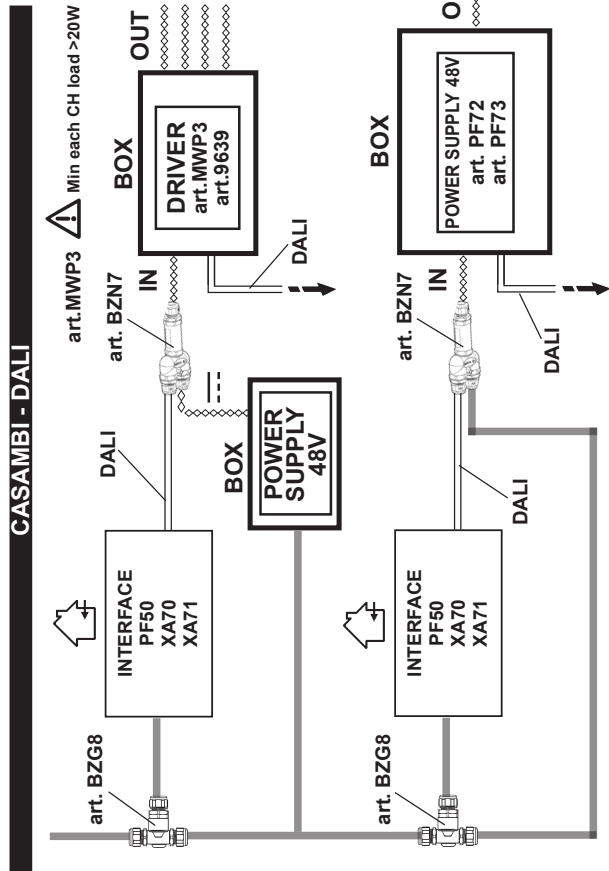 CASAMBI - DALI
art.MWP3
Min each CH load >20W
art. BZG8
INTERFACE
PF50
XA70
XA71
DALI
art. BZN7
IN
BOX
DRIVER
art.MWP3
art.9639
OUT
DALI
BOX
POWER
SUPPLY
48V
art. BZG8
INTERFACE
PF50
XA70
XA71
DALI
art. BZN7
IN
BOX
POWER SUPPLY 48V
art. PF72
art. PF73
O
DALI